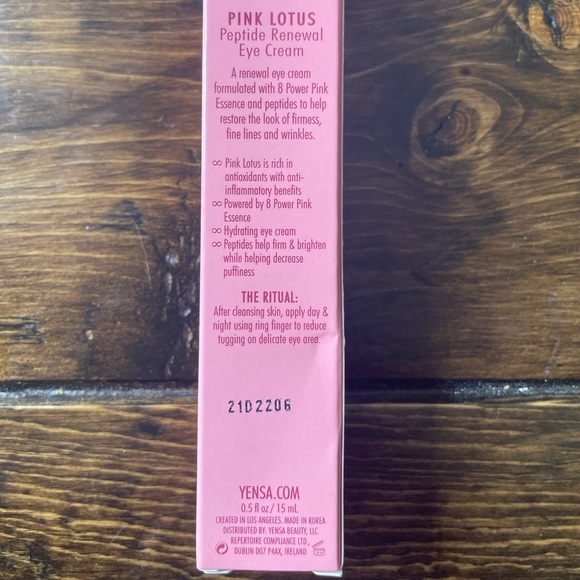 PINK LOTUS
Peptide Renewal
Eye Cream
A renewal eye cream
formulated with 8 Power Pink
Essence and peptides to help
restore the look of firmness,
fine lines and wrinkles.
∞ Pink Lotus is rich in
antioxidants with anti-
inflammatory benefits
∞ Powered by 8 Power Pink
Essence
∞ Hydrating eye cream
∞ Peptides help firm & brighten
while helping decrease
puffiness
THE RITUAL:
After cleansing skin, apply day &
night using ring finger to reduce
tugging on delicate eye area.
21D2206
YENSA.COM
0.5 fl oz / 15 mL
CREATED IN LOS ANGELES. MADE IN KOREA
DISTRIBUTED BY: YENSA BEAUTY, LLC
REPERTOIRE COMPLIANCE LTD.,
DUBLIN D07 P4AX, IRELAND